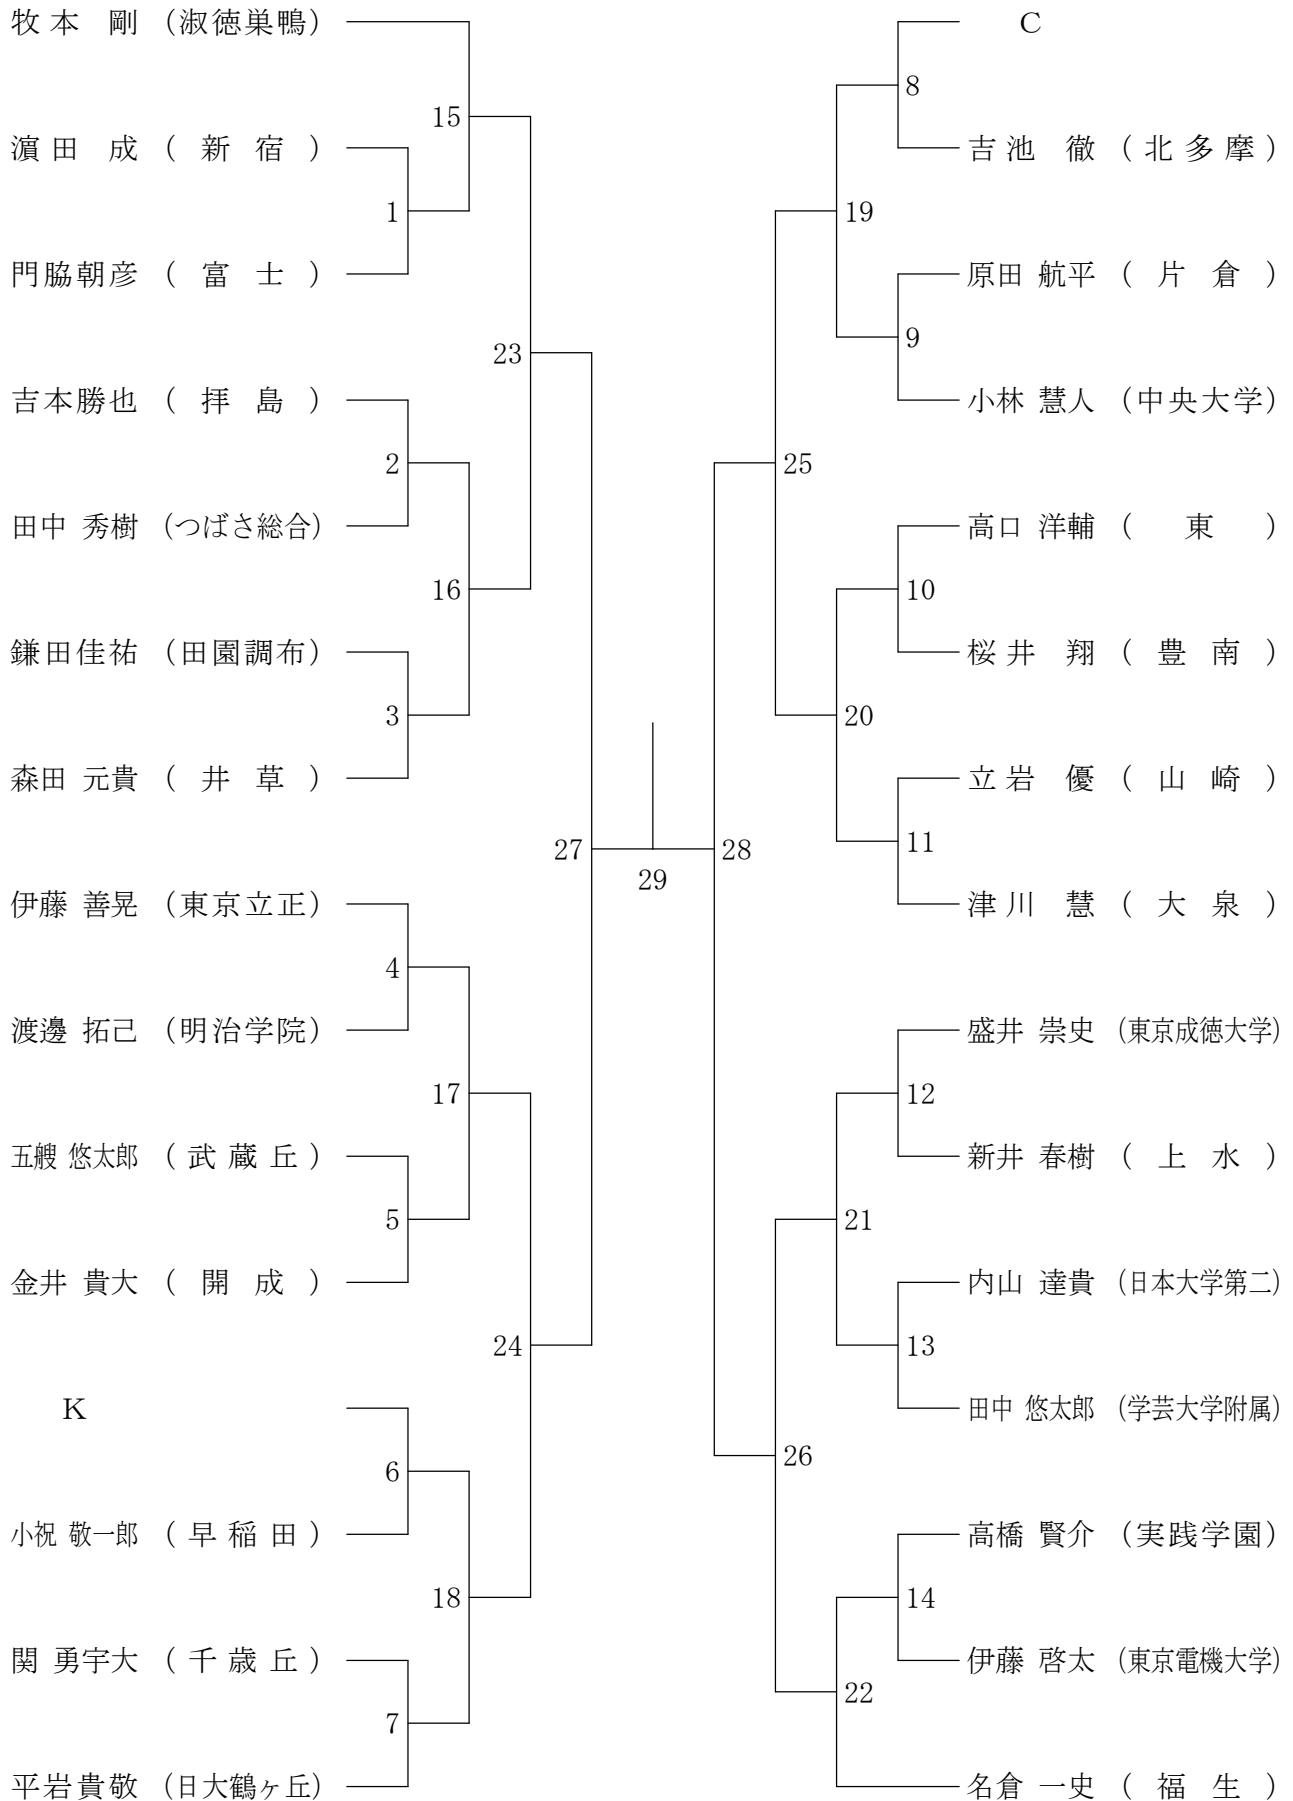 牧本 剛 (淑徳巣鴨)
15
濵田 成 (新宿)
1
門脇朝彦 (富士)
23
吉本勝也 (拝島)
2
田中 秀樹 (つばさ総合)
16
鎌田佳祐 (田園調布)
3
森田 元貴 (井草)
27
伊藤 善晃 (東京立正)
4
渡邊 拓己 (明治学院)
17
五艘 悠太郎 (武蔵丘)
5
金井 貴大 (開成)
24
K
6
小祝 敬一郎 (早稲田)
18
関 勇宇大 (千歳丘)
7
平岩貴敬 (日大鶴ヶ丘)
29
C
8
吉池 徹 (北多摩)
19
原田 航平 (片倉)
9
小林 慧人 (中央大学)
25
高口 洋輔 (東)
10
桜井 翔 (豊南)
20
立岩 優 (山崎)
11
28
津川 慧 (大泉)
盛井 崇史 (東京成徳大学)
12
新井 春樹 (上水)
21
内山 達貴 (日本大学第二)
13
田中 悠太郎 (学芸大学附属)
26
高橋 賢介 (実践学園)
14
伊藤 啓太 (東京電機大学)
22
名倉 一史 (福生)